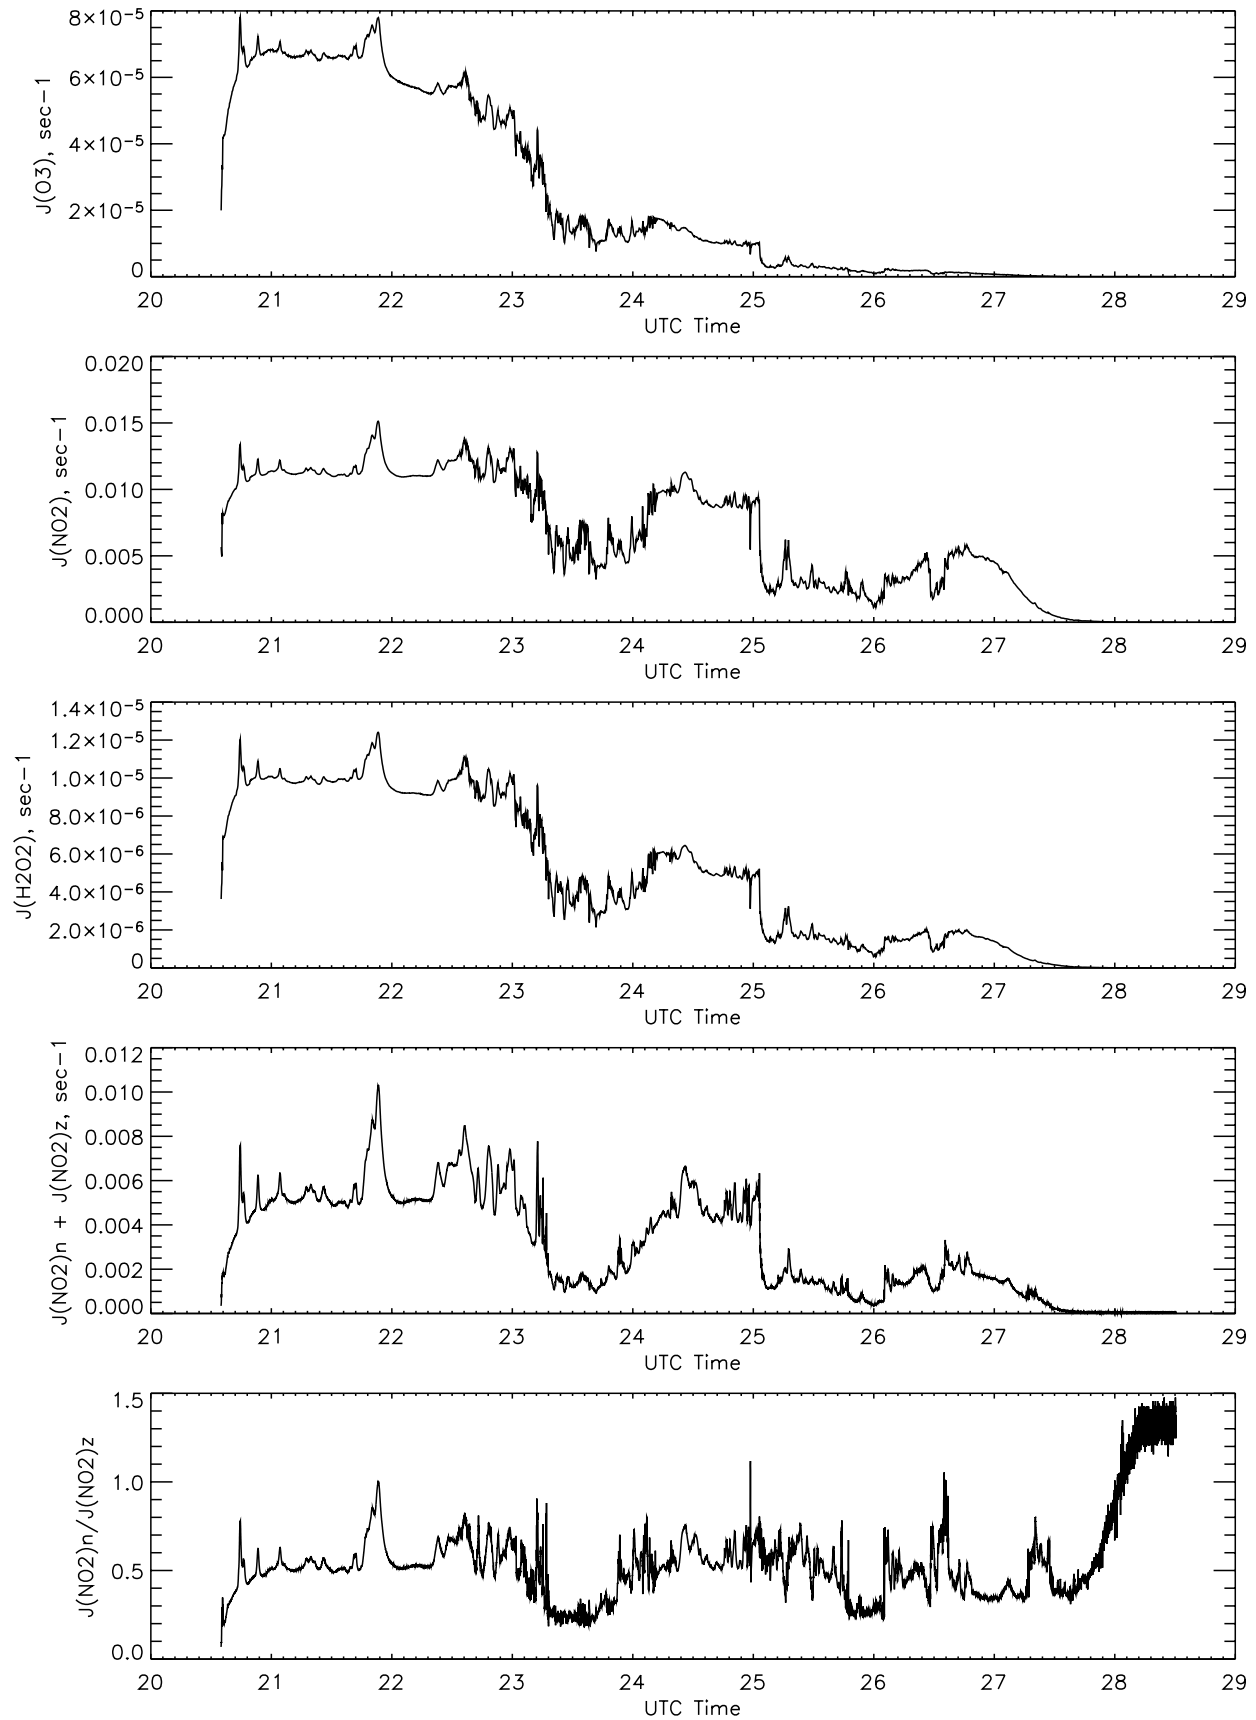 J(O3), sec−1
8×10⁻⁵
6×10⁻⁵
4×10⁻⁵
2×10⁻⁵
0
20 21 22 23 24 25 26 27 28 29
UTC Time
J(NO2), sec−1
0.020
0.015
0.010
0.005
0.000
20 21 22 23 24 25 26 27 28 29
UTC Time
J(H2O2), sec−1
1.4×10⁻⁵
1.2×10⁻⁵
1.0×10⁻⁵
8.0×10⁻⁶
6.0×10⁻⁶
4.0×10⁻⁶
2.0×10⁻⁶
0
20 21 22 23 24 25 26 27 28 29
UTC Time
J(NO2)n + J(NO2)z, sec−1
0.012
0.010
0.008
0.006
0.004
0.002
0.000
20 21 22 23 24 25 26 27 28 29
UTC Time
J(NO2)n/J(NO2)z
1.5
1.0
0.5
0.0
20 21 22 23 24 25 26 27 28 29
UTC Time